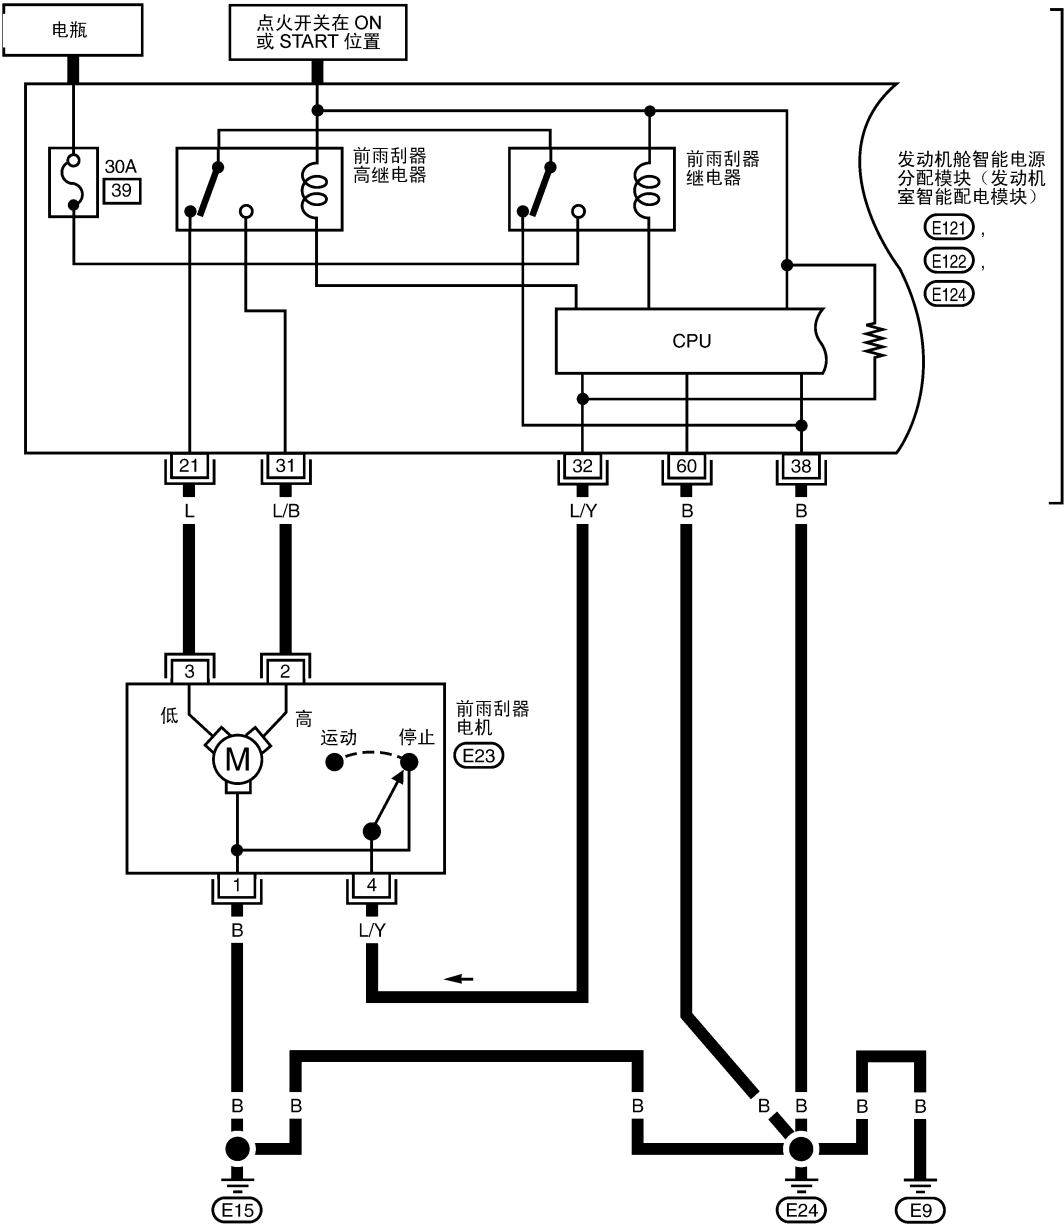 电瓶
点火开关在 ON
或 START 位置
30A
39
前雨刮器
高继电器
前雨刮器
继电器
发动机舱智能电源
分配模块（发动机
室智能配电模块）
E121 ,
E122 ,
E124
CPU
21
31
32
60
38
L
L/B
L/Y
B
B
3
2
低
高
M
运动
停止
前雨刮器
电机
E23
1
4
B
L/Y
B
B
B
B
B
B
B
E15
E24
E9